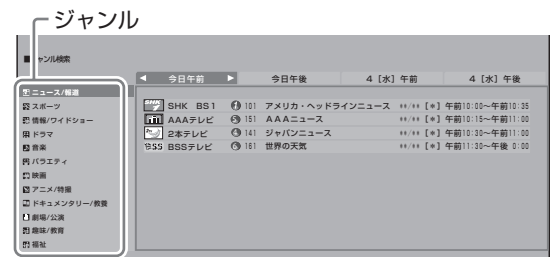 ジャンル
■ジャンル検索
◀ 今日午前 ▶ 今日午後 4 [水] 午前 4 [水] 午後
ニュース/報道
スポーツ
情報/ワイドショー
ドラマ
音楽
バラエティ
映画
アニメ/特撮
ドキュメンタリー/教養
劇場/公演
趣味/教育
福祉
SHK SHK BS1 101 アメリカ・ヘッドラインニュース **/** [*] 午前10:00〜午前10:35
AAAテレビ 151 AAAニュース **/** [*] 午前10:15〜午前11:00
2本テレビ 141 ジャパンニュース **/** [*] 午前10:30〜午前11:00
BSS BSSテレビ 161 世界の天気 **/** [*] 午前11:30〜午後 0:00